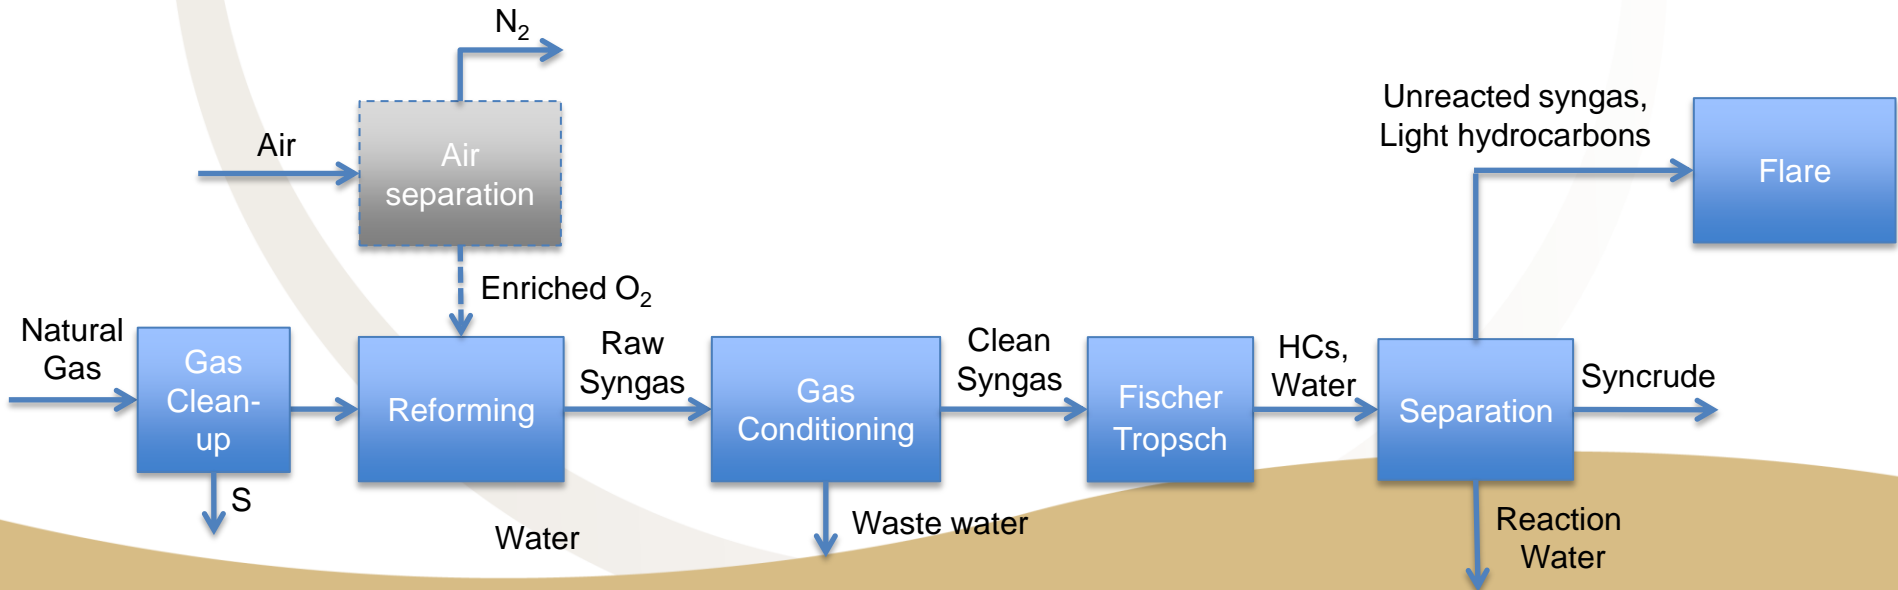 N₂
Air
Air
separation
Unreacted syngas,
Light hydrocarbons
Flare
Enriched O₂
Natural
Gas
Gas
Clean-
up
Reforming
Raw
Syngas
Gas
Conditioning
Clean
Syngas
Fischer
Tropsch
HCs,
Water
Separation
Syncrude
S
Water
Waste water
Reaction
Water